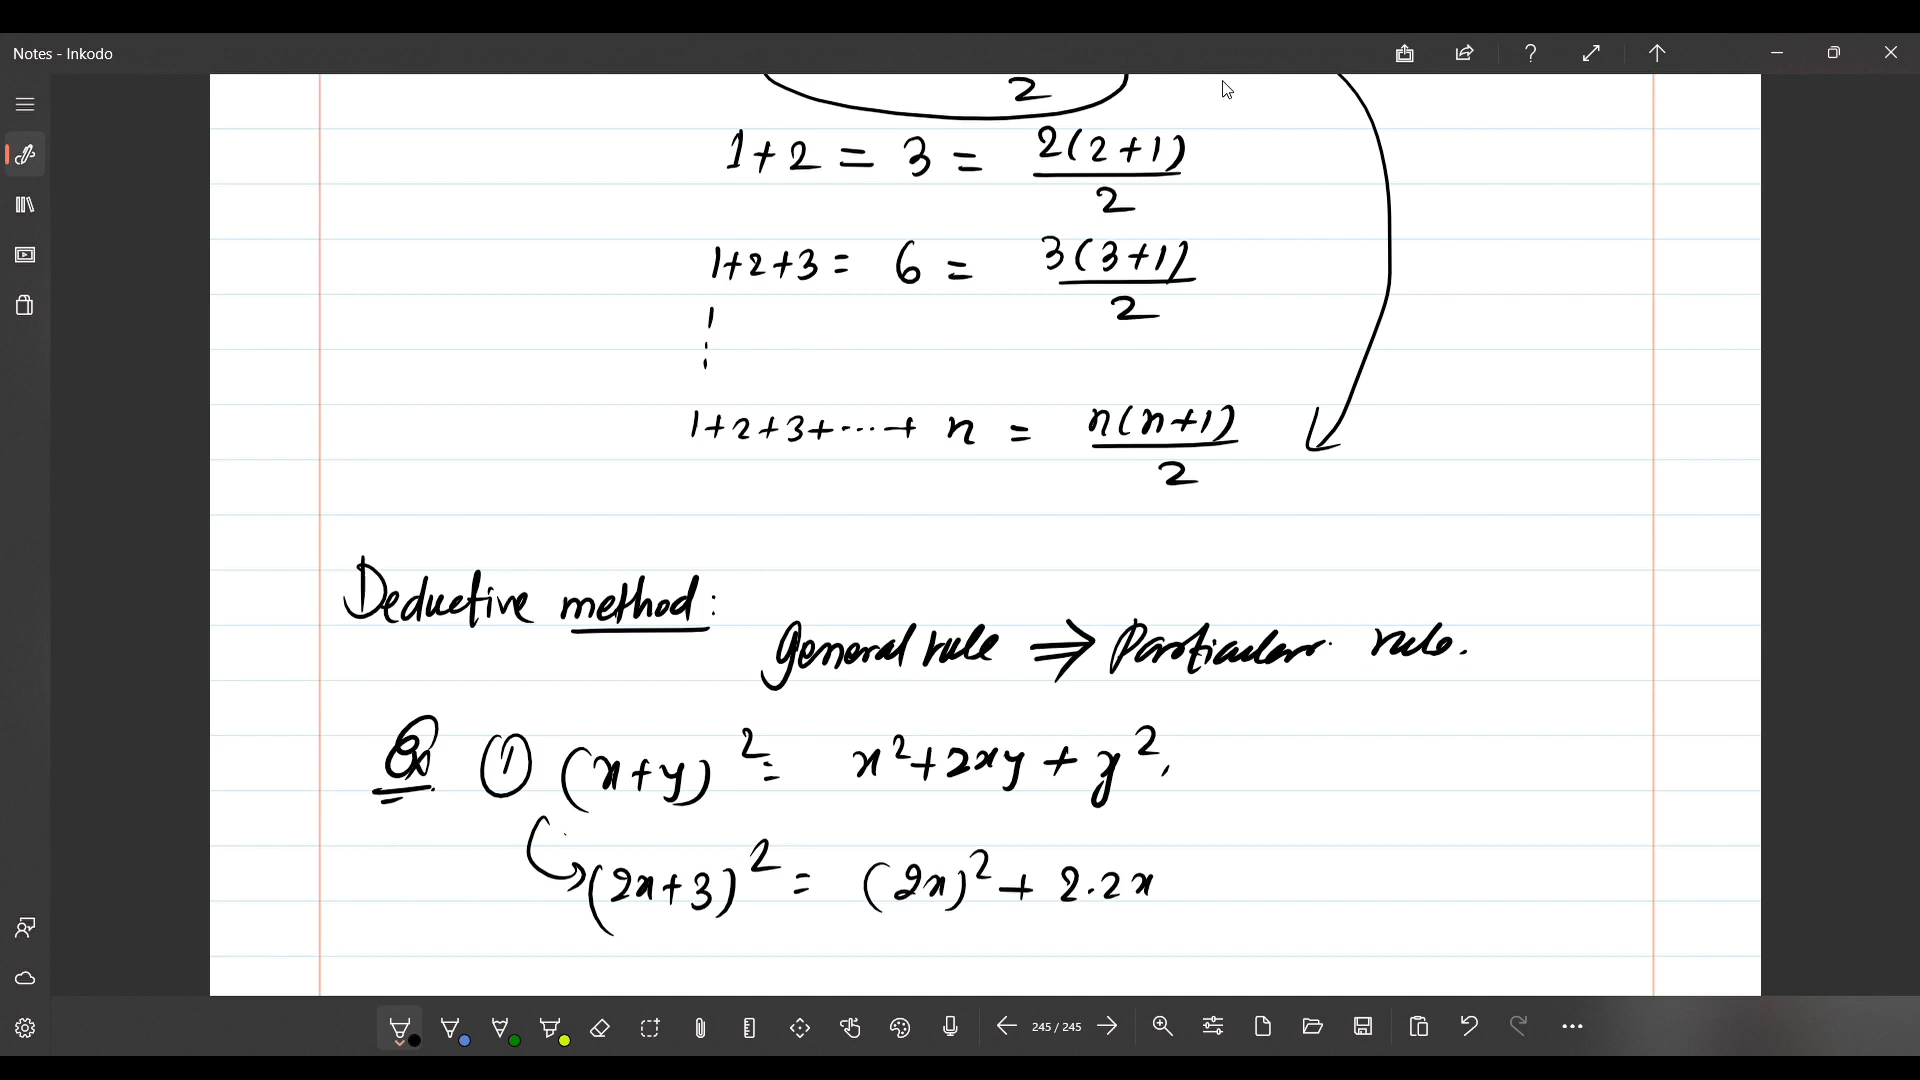 Notes - Inkodo
2
1+2 = 3 = 2(2+1)
2
1+2+3 = 6 = 3(3+1)
2
1+2+3+....+ n = n(n+1)
2
Deductive method:
General rule ⇒ Particular rule.
Ex ① (x+y)² = x²+2xy+y²,
(2x+3)² = (2x)²+ 2.2x
245 / 245